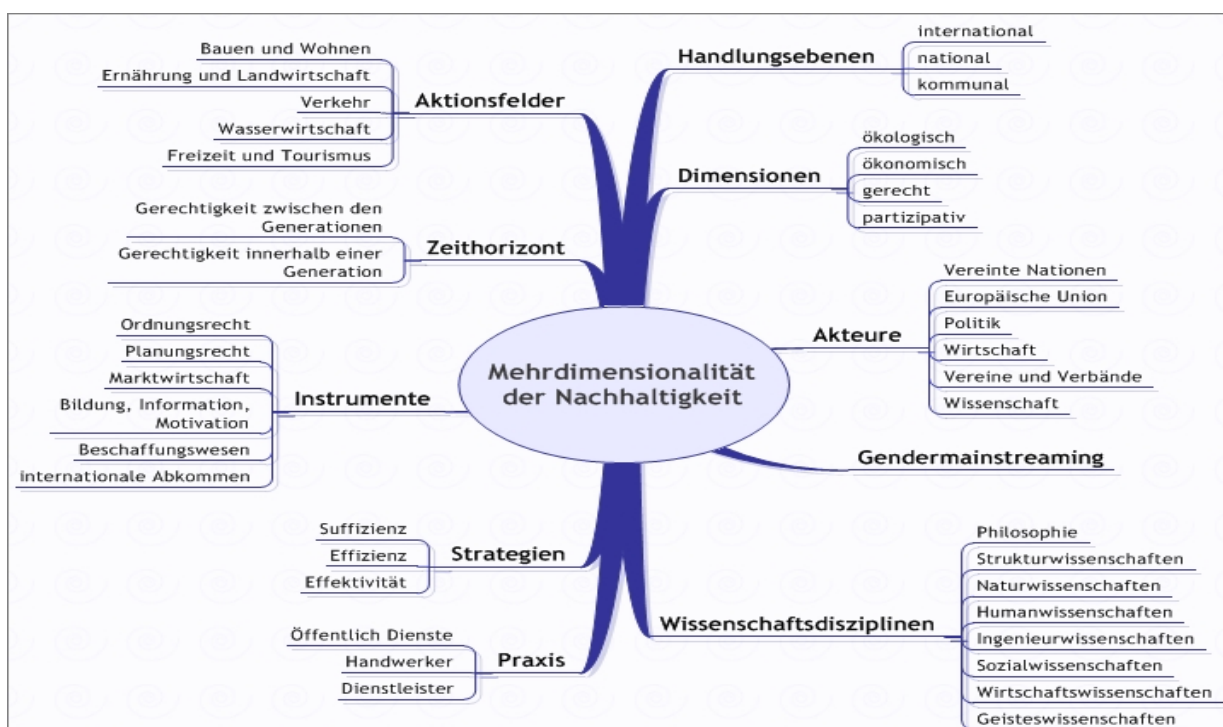 Mehrdimensionalität
der Nachhaltigkeit
Handlungsebenen
international
national
kommunal
Dimensionen
ökologisch
ökonomisch
gerecht
partizipativ
Akteure
Vereinte Nationen
Europäische Union
Politik
Wirtschaft
Vereine und Verbände
Wissenschaft
Gendermainstreaming
Wissenschaftsdisziplinen
Philosophie
Strukturwissenschaften
Naturwissenschaften
Humanwissenschaften
Ingenieurwissenschaften
Sozialwissenschaften
Wirtschaftswissenschaften
Geisteswissenschaften
Aktionsfelder
Bauen und Wohnen
Ernährung und Landwirtschaft
Verkehr
Wasserwirtschaft
Freizeit und Tourismus
Zeithorizont
Gerechtigkeit zwischen den
Generationen
Gerechtigkeit innerhalb einer
Generation
Instrumente
Ordnungsrecht
Planungsrecht
Marktwirtschaft
Bildung, Information,
Motivation
Beschaffungswesen
internationale Abkommen
Strategien
Suffizienz
Effizienz
Effektivität
Praxis
Öffentlich Dienste
Handwerker
Dienstleister